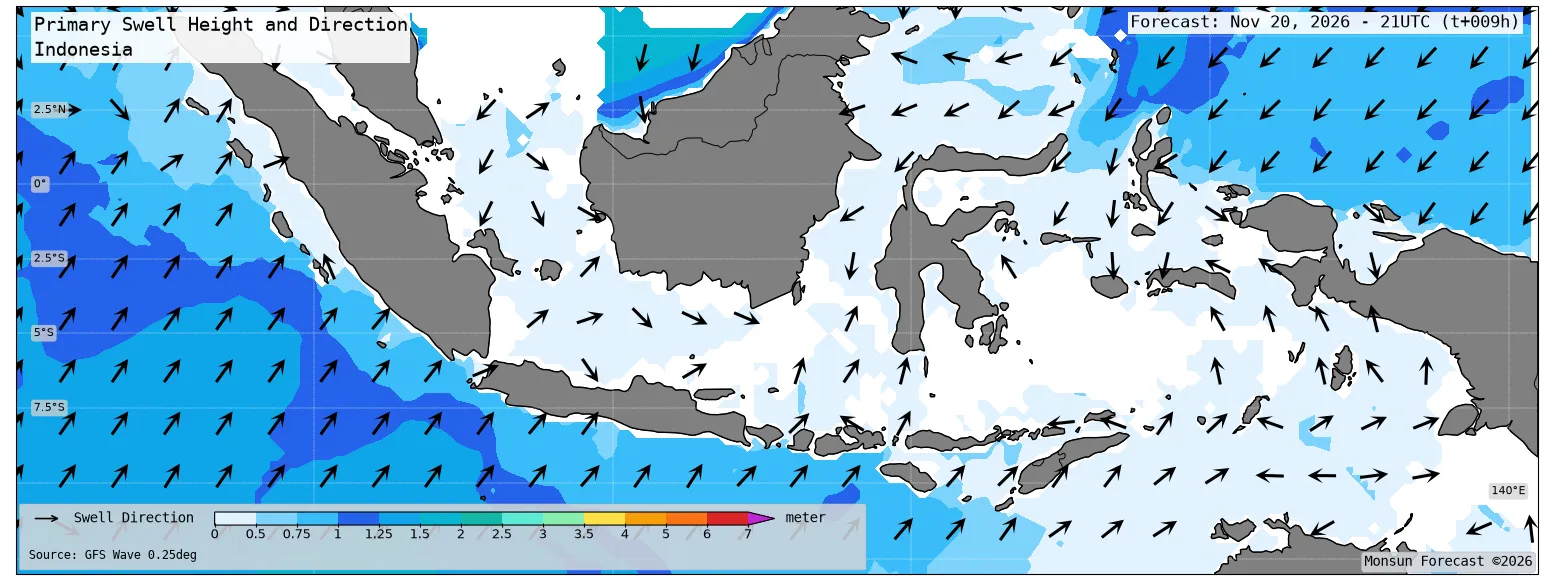 Primary Swell Height and Direction
Indonesia
Forecast: Nov 20, 2026 - 21UTC (t+009h)
2.5°N
0°
2.5°S
5°S
7.5°S
140°E
Swell Direction
0 0.5 0.75 1 1.25 1.5 2 2.5 3 3.5 4 5 6 7
meter
Source: GFS Wave 0.25deg
Monsun Forecast ©2026